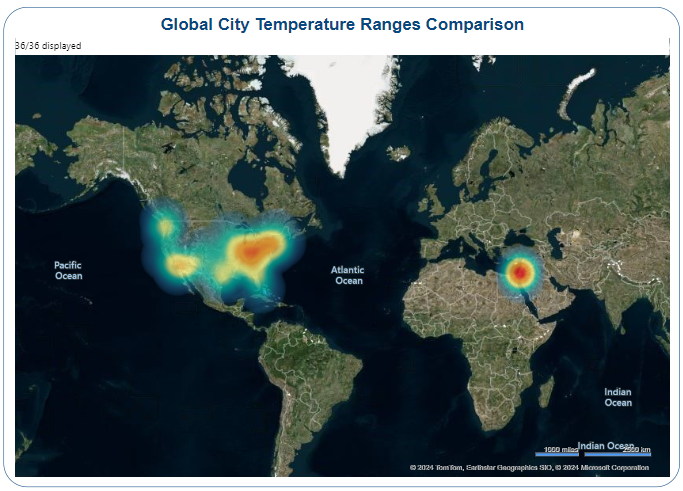 Global City Temperature Ranges Comparison
36/36 displayed
Pacific
Ocean
Atlantic
Ocean
Indian
Ocean
Indian Ocean
1000 miles
2000 km
© 2024 TomTom, Earthstar Geographics SIO, © 2024 Microsoft Corporation